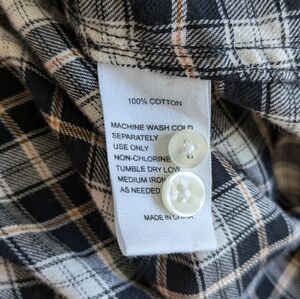 100% COTTON
MACHINE WASH COLD
SEPARATELY
USE ONLY
NON-CHLORINE
TUMBLE DRY LOW
MEDIUM IRON
AS NEEDED
MADE IN CHINA